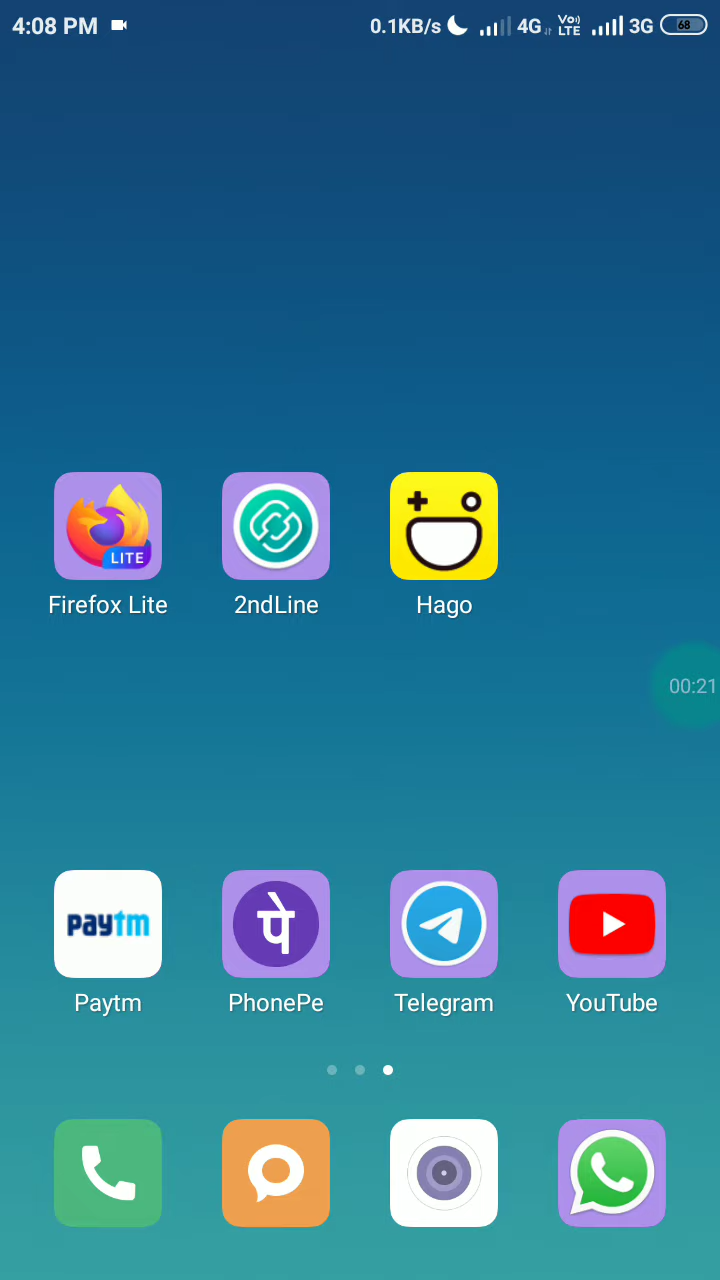 4:08 PM 0.1KB/s 4G Vo) LTE 3G 68
LITE
Firefox Lite 2ndLine Hago
00:21
paytm पे
Paytm PhonePe Telegram YouTube